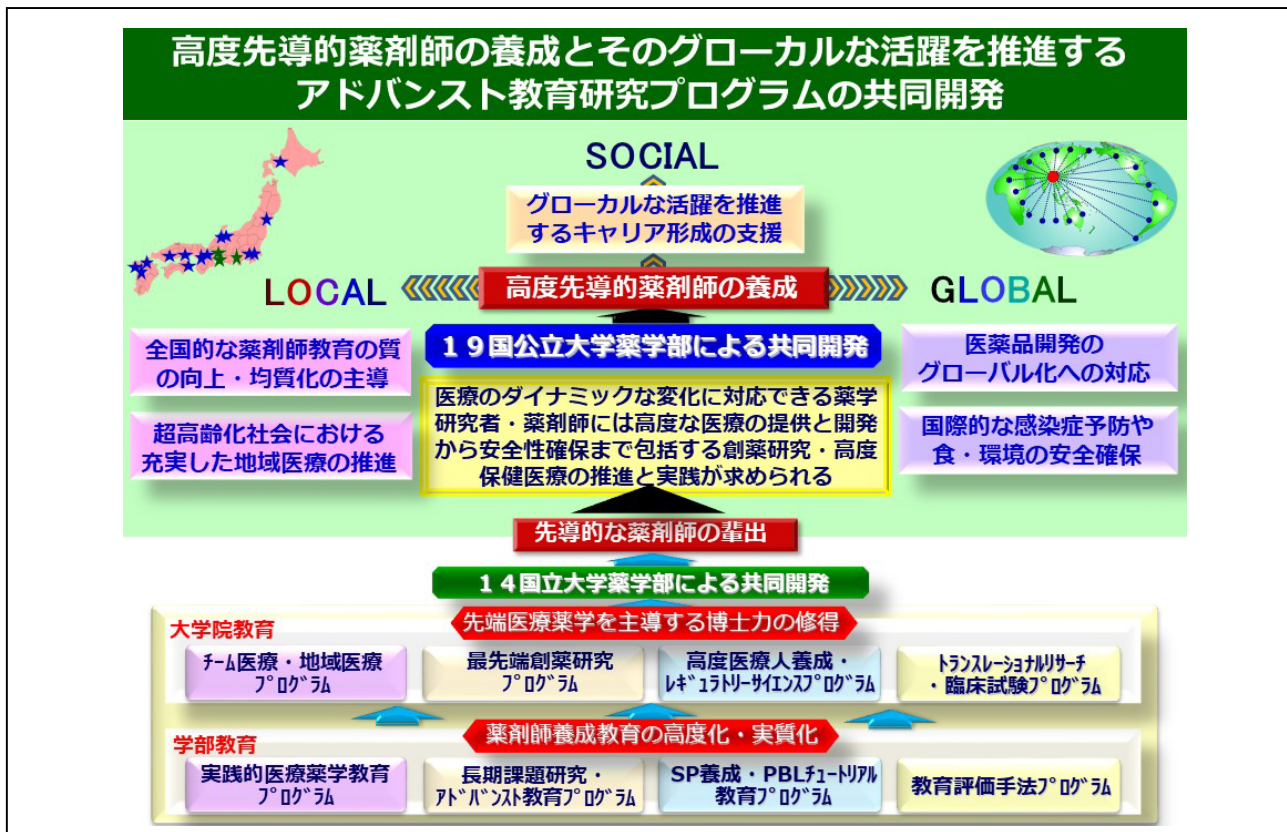 高度先導的薬剤師の養成とそのグローカルな活躍を推進する
アドバンスト教育研究プログラムの共同開発
SOCIAL
グローカルな活躍を推進
するキャリア形成の支援
LOCAL
高度先導的薬剤師の養成
GLOBAL
全国的な薬剤師教育の質
の向上・均質化の主導
超高齢化社会における
充実した地域医療の推進
19国公立大学薬学部による共同開発
医療のダイナミックな変化に対応できる薬学
研究者・薬剤師には高度な医療の提供と開発
から安全性確保まで包括する創薬研究・高度
保健医療の推進と実践が求められる
医薬品開発の
グローバル化への対応
国際的な感染症予防や
食・環境の安全確保
先導的な薬剤師の輩出
14国立大学薬学部による共同開発
大学院教育
先端医療薬学を主導する博士力の修得
ﾁｰﾑ医療・地域医療
ﾌﾟﾛｸﾞﾗﾑ
最先端創薬研究
ﾌﾟﾛｸﾞﾗﾑ
高度医療人養成・
ﾚｷﾞｭﾗﾄﾘｰｻｲｴﾝｽﾌﾟﾛｸﾞﾗﾑ
ﾄﾗﾝｽﾚｰｼｮﾅﾙﾘｻｰﾁ
・臨床試験ﾌﾟﾛｸﾞﾗﾑ
学部教育
薬剤師養成教育の高度化・実質化
実践的医療薬学教育
ﾌﾟﾛｸﾞﾗﾑ
長期課題研究・
ｱﾄﾞﾊﾞﾝｽﾄ教育ﾌﾟﾛｸﾞﾗﾑ
SP養成・PBLﾁｭｰﾄﾘｱﾙ
教育ﾌﾟﾛｸﾞﾗﾑ
教育評価手法ﾌﾟﾛｸﾞﾗﾑ